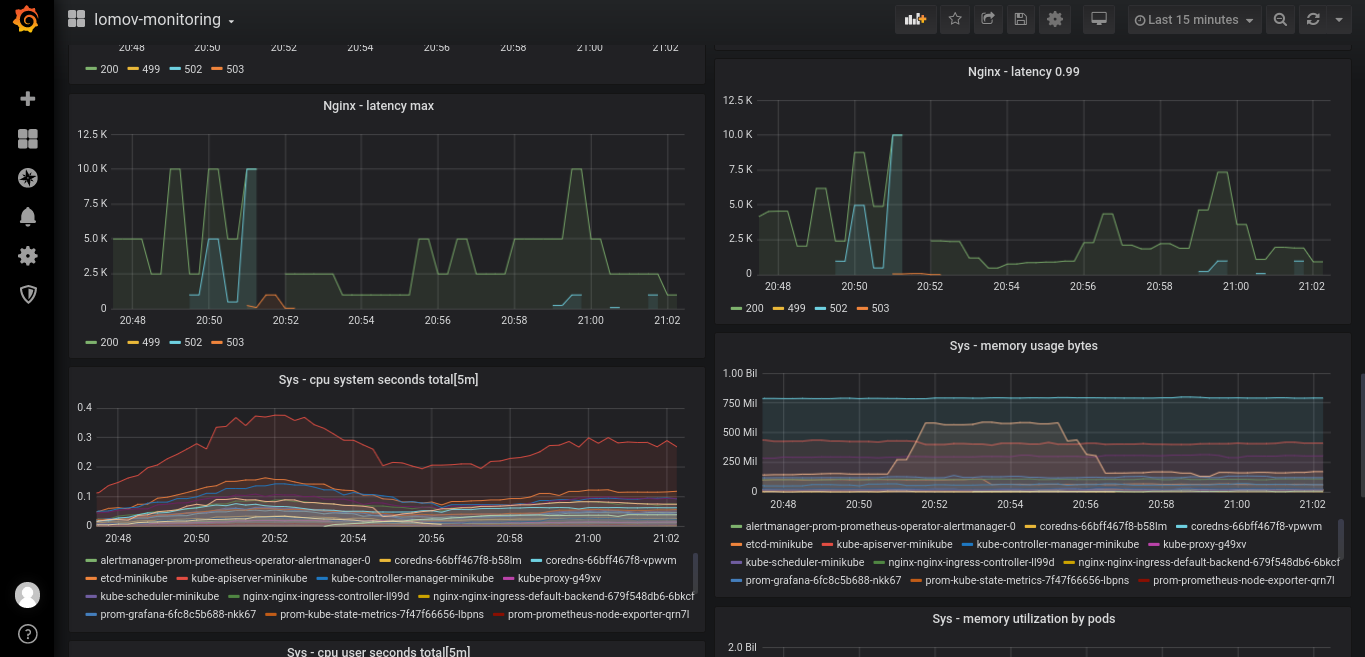 lomov-monitoring
Last 15 minutes
20:48 20:50 20:52 20:54 20:56 20:58 21:00 21:02
200 499 502 503
Nginx - latency max
12.5 K
10.0 K
7.5 K
5.0 K
2.5 K
0
20:48 20:50 20:52 20:54 20:56 20:58 21:00 21:02
200 499 502 503
Nginx - latency 0.99
12.5 K
10.0 K
7.5 K
5.0 K
2.5 K
0
20:48 20:50 20:52 20:54 20:56 20:58 21:00 21:02
200 499 502 503
Sys - cpu system seconds total[5m]
0.4
0.3
0.2
0.1
0
20:48 20:50 20:52 20:54 20:56 20:58 21:00 21:02
alertmanager-prom-prometheus-operator-alertmanager-0 coredns-66bff467f8-b58lm coredns-66bff467f8-vpwvm
etcd-minikube kube-apiserver-minikube kube-controller-manager-minikube kube-proxy-g49xv
kube-scheduler-minikube nginx-nginx-ingress-controller-ll99d nginx-nginx-ingress-default-backend-679f548db6-6bkcf
prom-grafana-6fc8c5b688-nkk67 prom-kube-state-metrics-7f47f66656-lbpns prom-prometheus-node-exporter-qrn7l
Sys - memory usage bytes
1.00 Bil
750 Mil
500 Mil
250 Mil
0
20:48 20:50 20:52 20:54 20:56 20:58 21:00 21:02
alertmanager-prom-prometheus-operator-alertmanager-0 coredns-66bff467f8-b58lm coredns-66bff467f8-vpwvm
etcd-minikube kube-apiserver-minikube kube-controller-manager-minikube kube-proxy-g49xv
kube-scheduler-minikube nginx-nginx-ingress-controller-ll99d nginx-nginx-ingress-default-backend-679f548db6-6bkcf
prom-grafana-6fc8c5b688-nkk67 prom-kube-state-metrics-7f47f66656-lbpns prom-prometheus-node-exporter-qrn7l
Sys - cpu user seconds total[5m]
Sys - memory utilization by pods
2.0 Bil